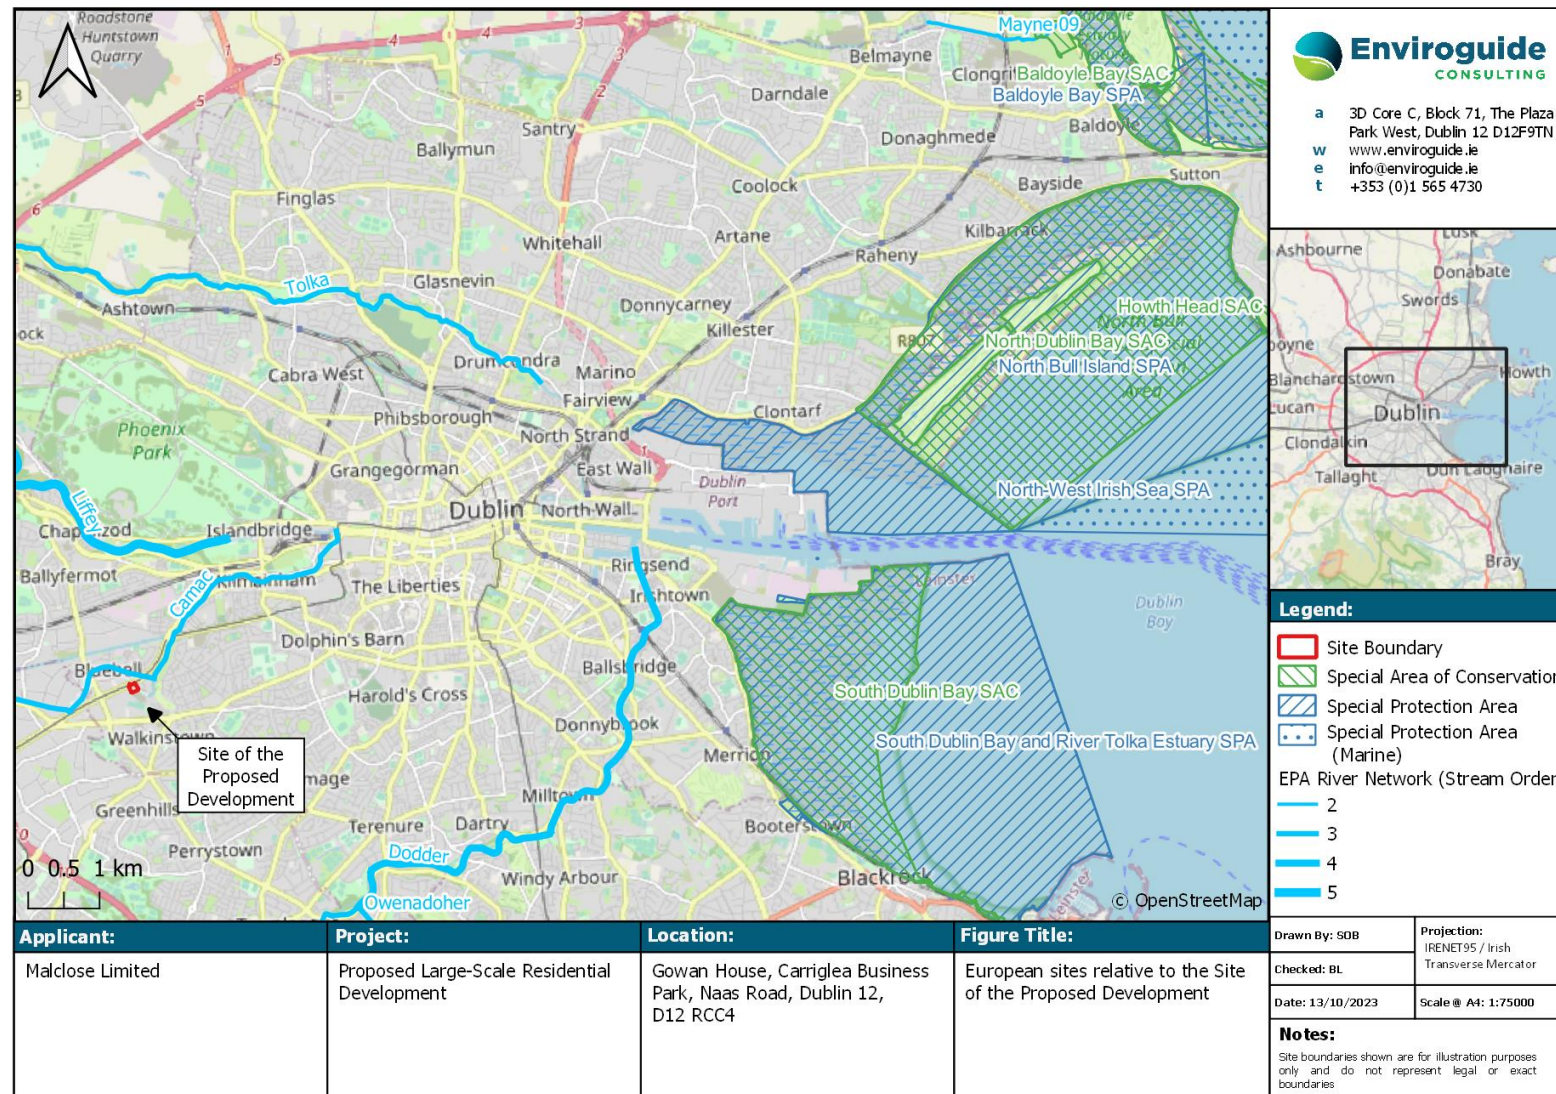 Roadstone
Huntstown
Quarry
Mayne 09
Belmayne
Baldoyle Bay SAC
Baldoyle Bay SPA
Darndale
Baldoyle
Santry
Donaghmede
Ballymun
Sutton
Coolock
Bayside
Finglas
Kilbarrack
Artane
Whitehall
Raheny
Tolka
Glasnevin
Ashtown
Donnycarney
Howth Head SAC
Killester
R807
North Dublin Bay SAC
Drumcondra
North Bull Island SPA
Cabra West
Marino
Fairview
Clontarf
Phibsborough
North Strand
Phoenix
Park
Grangegorman
East Wall
Dublin
Port
North-West Irish Sea SPA
Liffey
Dublin
North Wall
Chapelizod
Islandbridge
Ballyfermot
Kilmainham
The Liberties
Ringsend
Leinster
Camac
Irishtown
Dublin
Bay
Dolphin's Barn
Bluebell
Ballsbridge
Harold's Cross
South Dublin Bay SAC
Donnybrook
Walkinstown
South Dublin Bay and River Tolka Estuary SPA
Merrion
Site of the
Proposed
Development
Greenhills
Milltown
Terenure
Dartry
Booterstown
Perrystown
Dodder
0 0.5 1 km
Windy Arbour
Blackrock
Owenadoher
Leinster
© OpenStreetMap
Enviroguide
CONSULTING
a 3D Core C, Block 71, The Plaza
Park West, Dublin 12 D12F9TN
w www.enviroguide.ie
e info@enviroguide.ie
t +353 (0)1 565 4730
Ashbourne
Lusk
Donabate
Swords
Blanchardstown
Howth
Lucan
Dublin
Clondalkin
Tallaght
Dún Laoghaire
Bray
Legend:
Site Boundary
Special Area of Conservation
Special Protection Area
Special Protection Area
(Marine)
EPA River Network (Stream Order
2
3
4
5
Applicant:
Malclose Limited
Project:
Proposed Large-Scale Residential
Development
Location:
Gowan House, Carriglea Business
Park, Naas Road, Dublin 12,
D12 RCC4
Figure Title:
European sites relative to the Site
of the Proposed Development
Drawn By: SOB
Projection:
IRENET95 / Irish
Transverse Mercator
Checked: BL
Date: 13/10/2023
Scale @ A4: 1:75000
Notes:
Site boundaries shown are for illustration purposes
only and do not represent legal or exact
boundaries